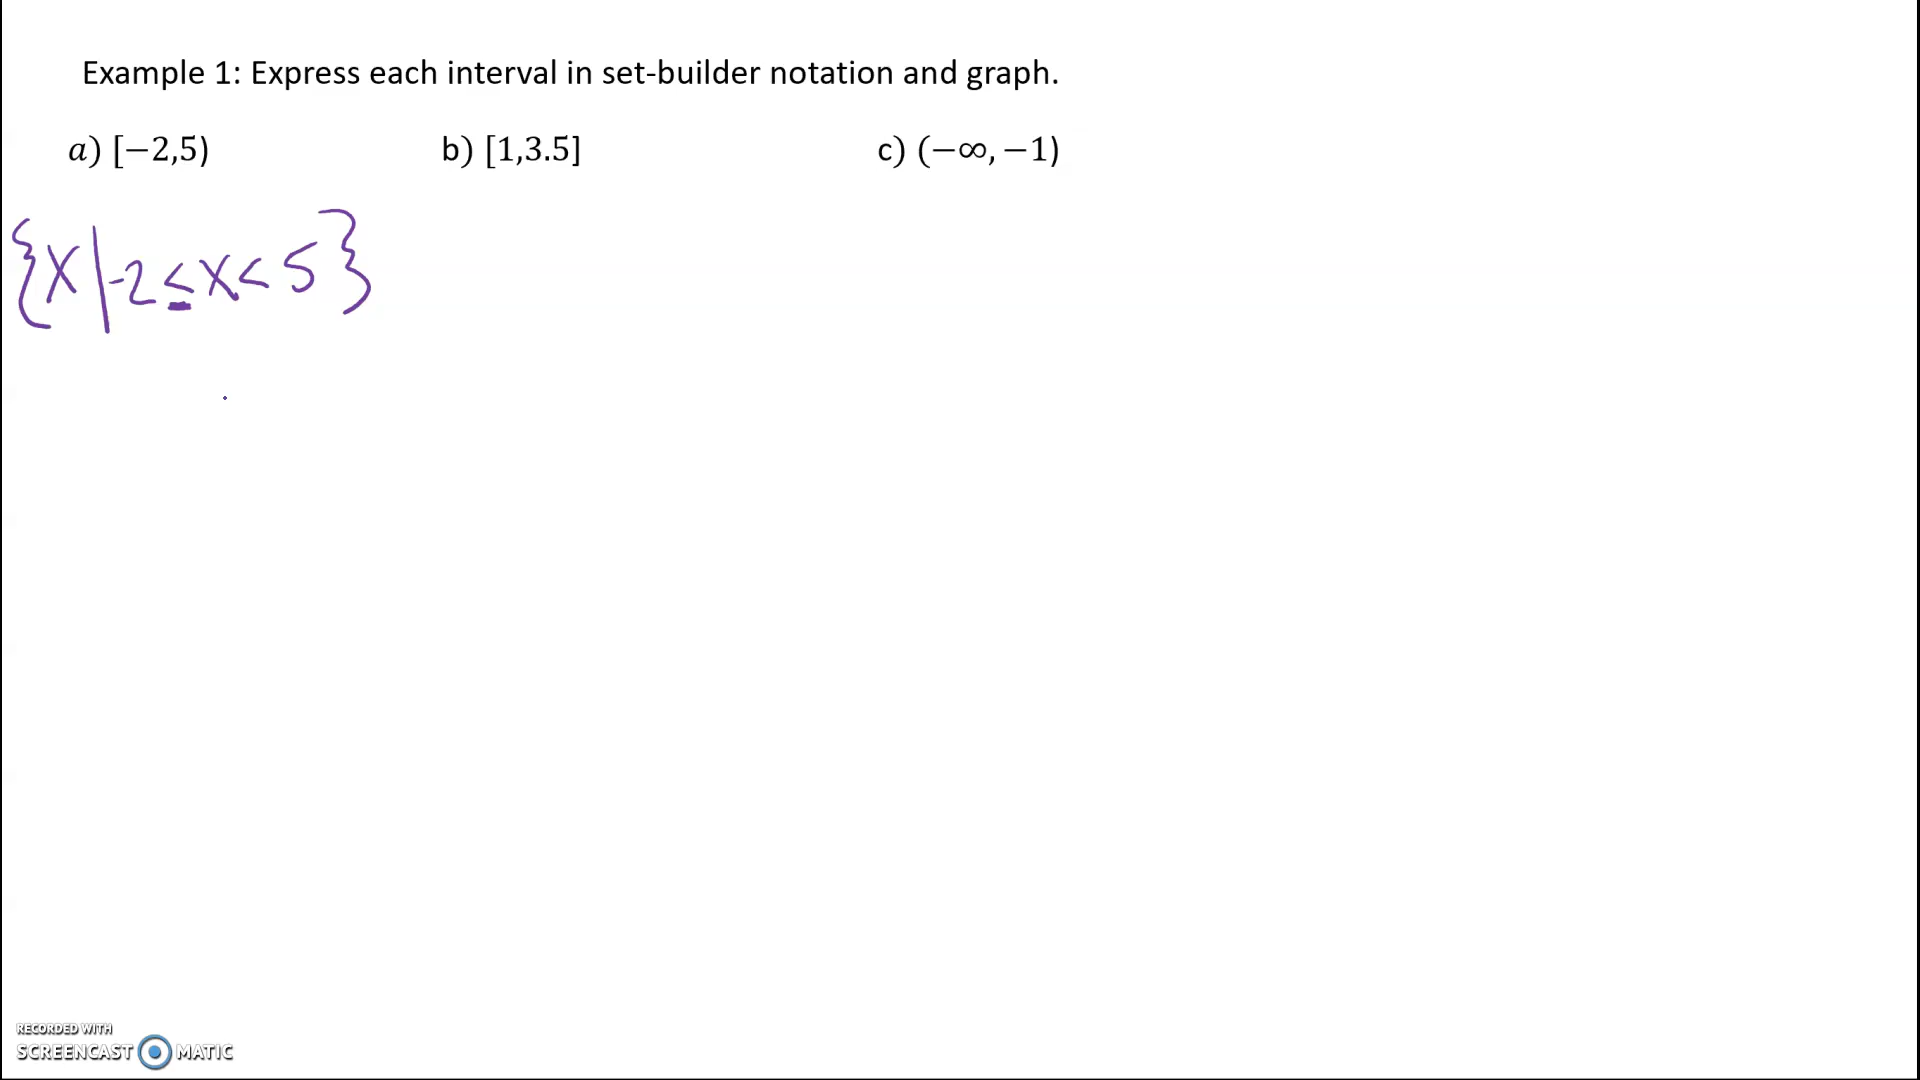 Example 1: Express each interval in set-builder notation and graph.
a) [−2,5) b) [1,3.5] c) (−∞, −1)
{x|-2≤x<5}
RECORDED WITH
SCREENCAST MATIC